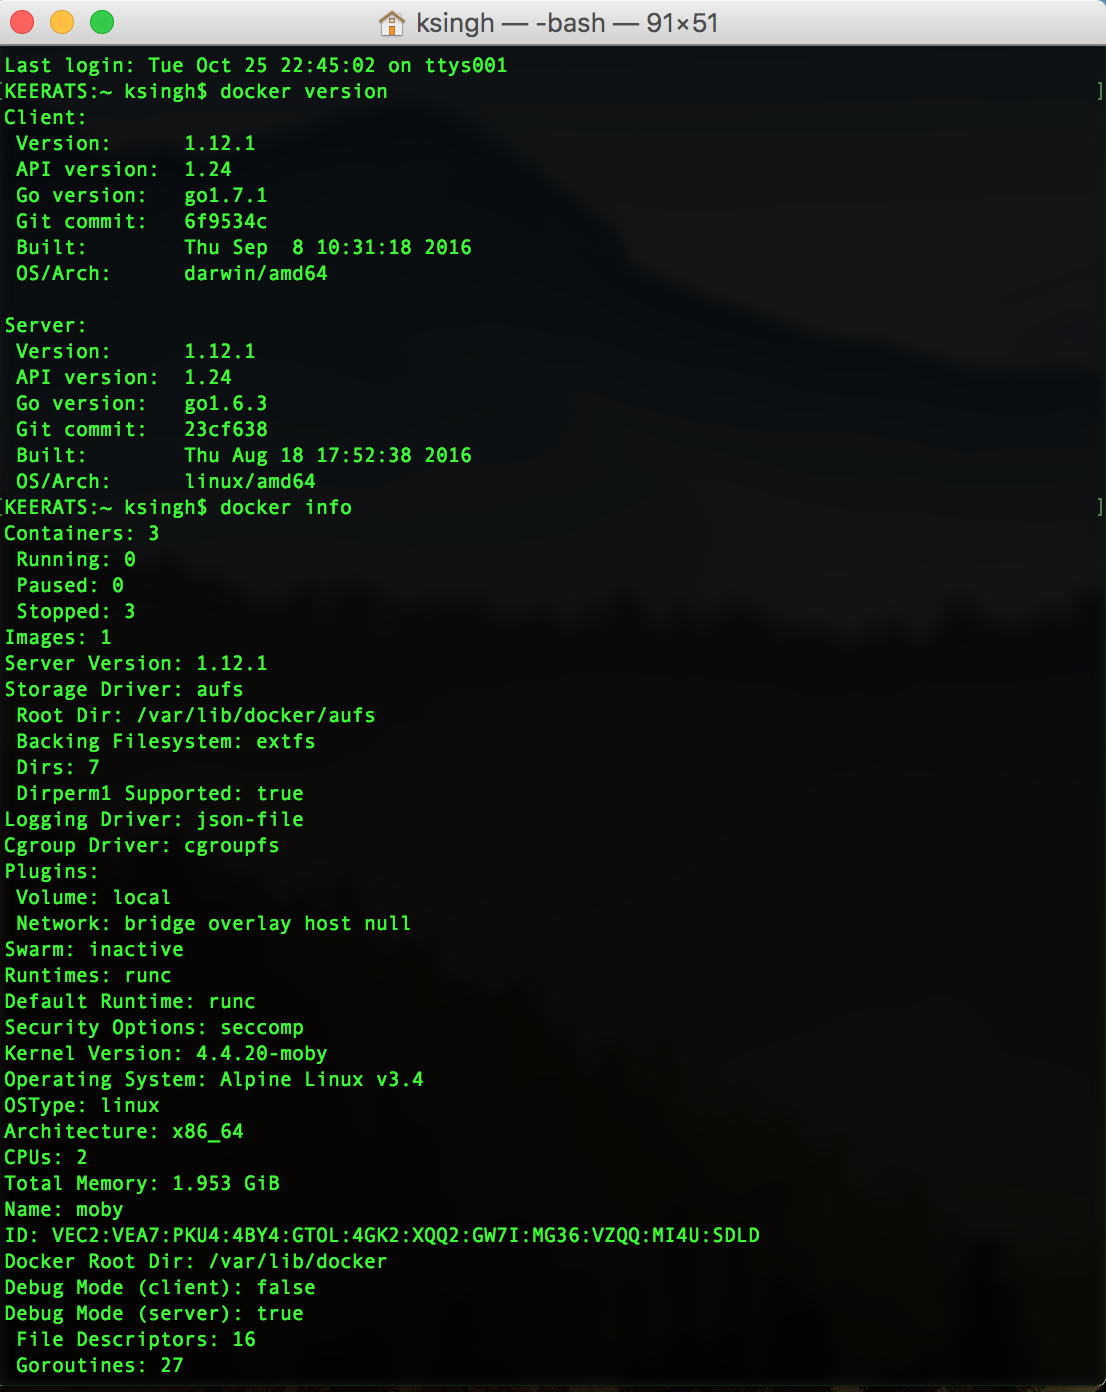 ksingh — -bash — 91×51
Last login: Tue Oct 25 22:45:02 on ttys001
[KEERATS:~ ksingh$ docker version ]
Client:
 Version:      1.12.1
 API version:  1.24
 Go version:   go1.7.1
 Git commit:   6f9534c
 Built:        Thu Sep  8 10:31:18 2016
 OS/Arch:      darwin/amd64

Server:
 Version:      1.12.1
 API version:  1.24
 Go version:   go1.6.3
 Git commit:   23cf638
 Built:        Thu Aug 18 17:52:38 2016
 OS/Arch:      linux/amd64
[KEERATS:~ ksingh$ docker info ]
Containers: 3
 Running: 0
 Paused: 0
 Stopped: 3
Images: 1
Server Version: 1.12.1
Storage Driver: aufs
 Root Dir: /var/lib/docker/aufs
 Backing Filesystem: extfs
 Dirs: 7
 Dirperm1 Supported: true
Logging Driver: json-file
Cgroup Driver: cgroupfs
Plugins:
 Volume: local
 Network: bridge overlay host null
Swarm: inactive
Runtimes: runc
Default Runtime: runc
Security Options: seccomp
Kernel Version: 4.4.20-moby
Operating System: Alpine Linux v3.4
OSType: linux
Architecture: x86_64
CPUs: 2
Total Memory: 1.953 GiB
Name: moby
ID: VEC2:VEA7:PKU4:4BY4:GTOL:4GK2:XQQ2:GW7I:MG36:VZQQ:MI4U:SDLD
Docker Root Dir: /var/lib/docker
Debug Mode (client): false
Debug Mode (server): true
 File Descriptors: 16
 Goroutines: 27